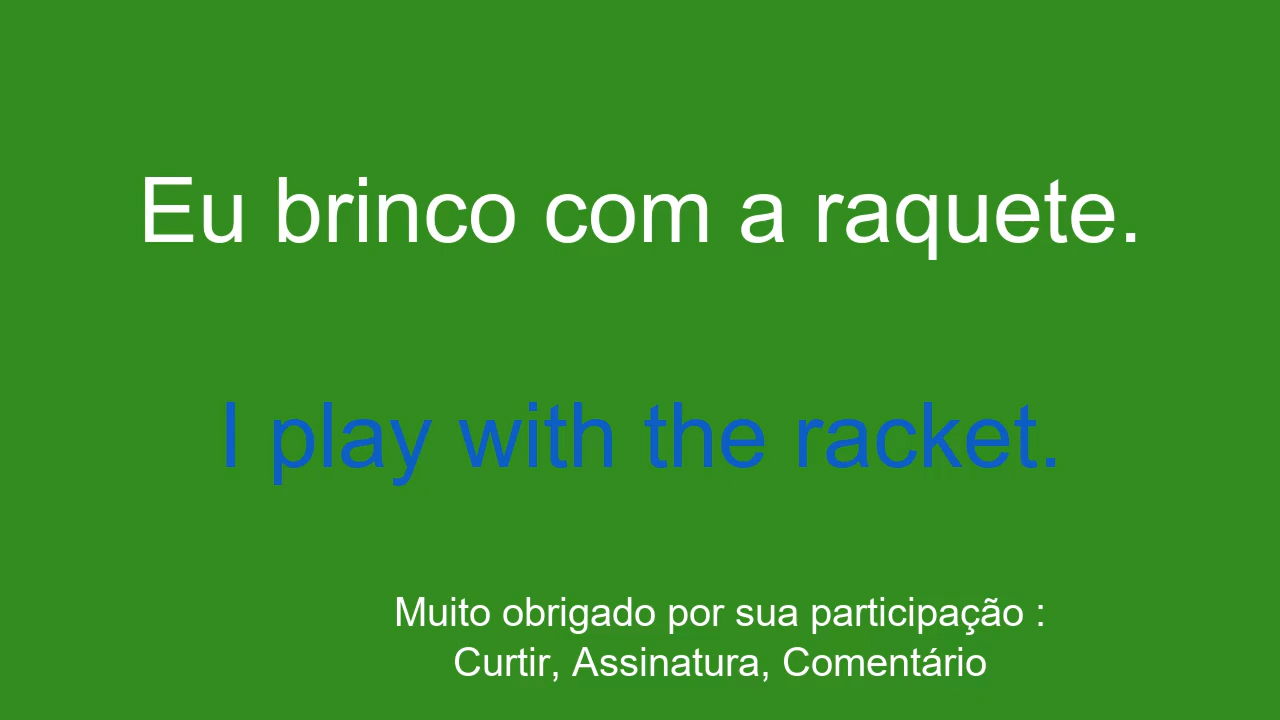 Eu brinco com a raquete.
I play with the racket.
Muito obrigado por sua participação :
Curtir, Assinatura, Comentário